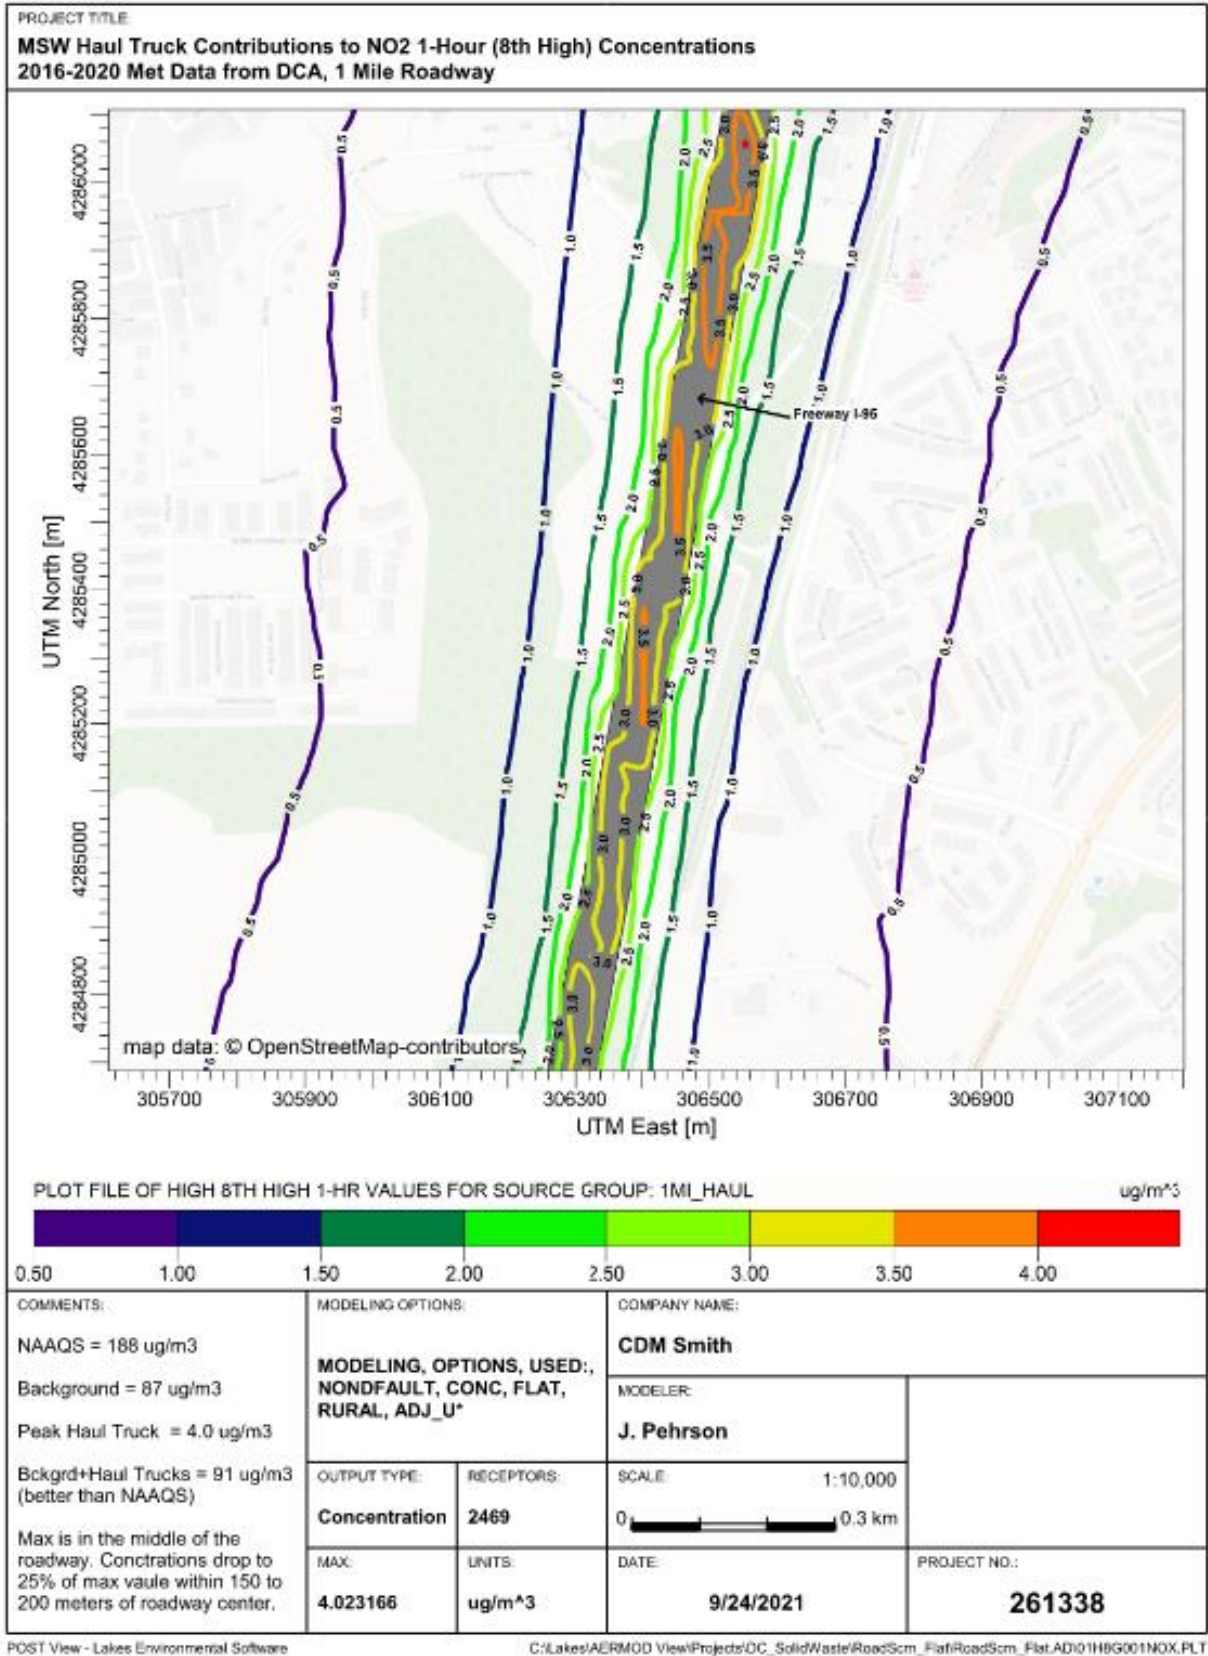 PROJECT TITLE:
MSW Haul Truck Contributions to NO2 1-Hour (8th High) Concentrations
2016-2020 Met Data from DCA, 1 Mile Roadway
UTM North [m]
4286000
4285800
4285600
4285400
4285200
4285000
4284800
Freeway I-95
map data: © OpenStreetMap-contributors
305700 305900 306100 306300 306500 306700 306900 307100
UTM East [m]
PLOT FILE OF HIGH 8TH HIGH 1-HR VALUES FOR SOURCE GROUP: 1MI_HAUL ug/m^3
0.50 1.00 1.50 2.00 2.50 3.00 3.50 4.00
COMMENTS:
NAAQS = 188 ug/m3
Background = 87 ug/m3
Peak Haul Truck = 4.0 ug/m3
Bckgrd+Haul Trucks = 91 ug/m3
(better than NAAQS)
Max is in the middle of the
roadway. Conctrations drop to
25% of max vaule within 150 to
200 meters of roadway center.
MODELING OPTIONS:
MODELING, OPTIONS, USED:,
NONDFAULT, CONC, FLAT,
RURAL, ADJ_U*
OUTPUT TYPE:
Concentration
RECEPTORS:
2469
MAX:
4.023166
UNITS:
ug/m^3
COMPANY NAME:
CDM Smith
MODELER:
J. Pehrson
SCALE: 1:10,000
0 0.3 km
DATE:
9/24/2021
PROJECT NO.:
261338
POST View - Lakes Environmental Software
C:\Lakes\AERMOD View\Projects\DC_SolidWaste\RoadScrn_Flat\RoadScrn_Flat.AD\01H8G001NOX.PLT